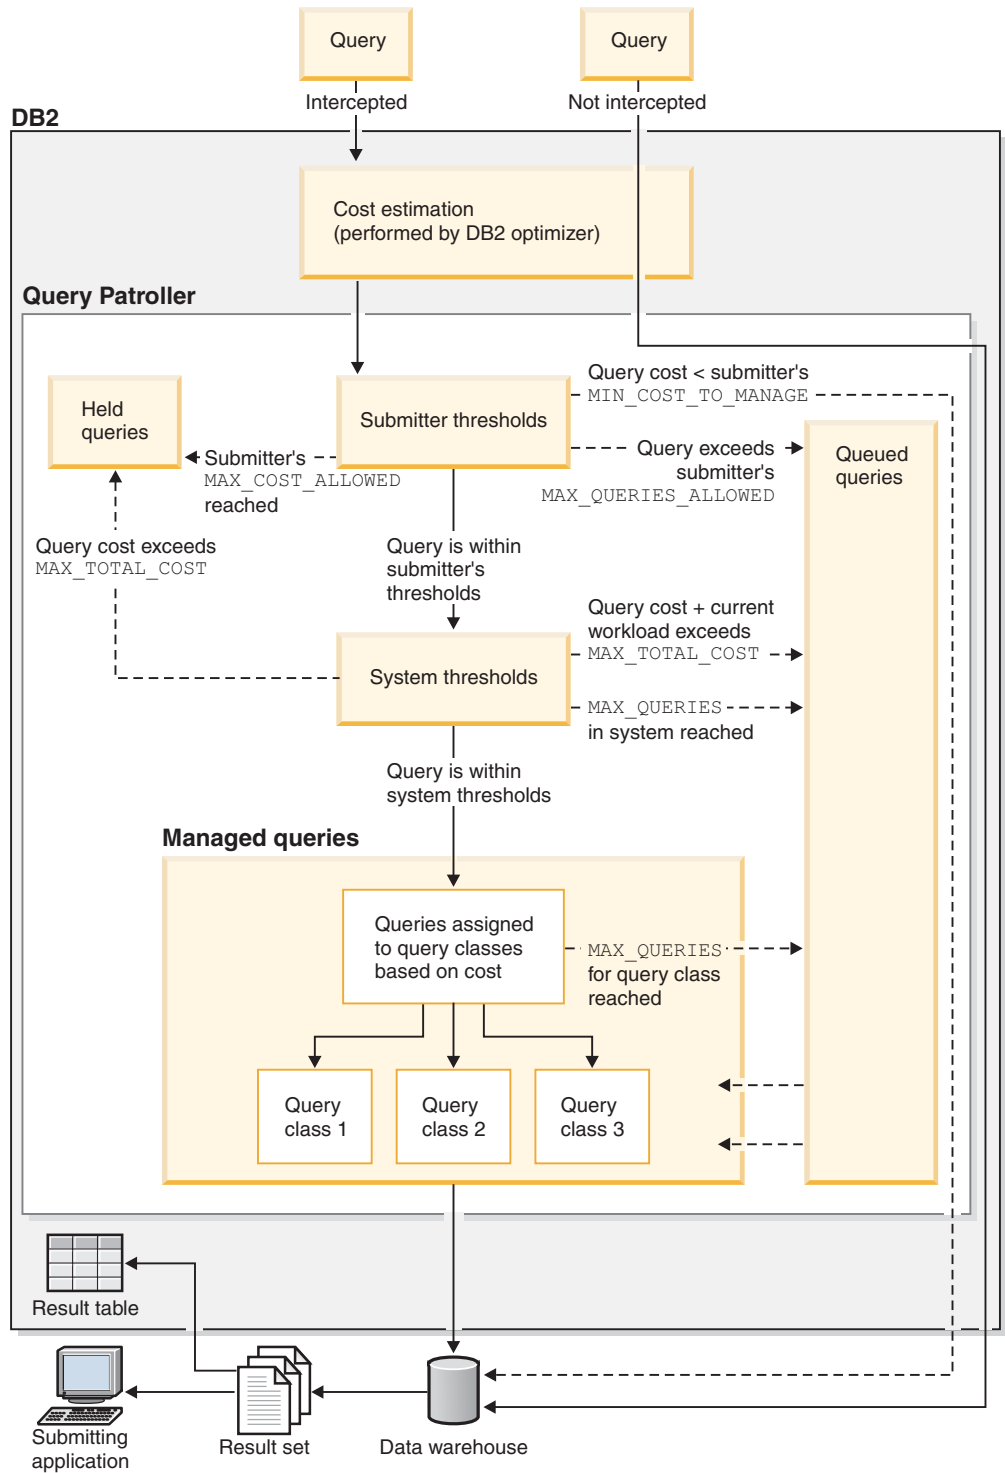 Query
Query
Intercepted
Not intercepted
DB2
Cost estimation
(performed by DB2 optimizer)
Query Patroller
Query cost < submitter's
MIN_COST_TO_MANAGE
Held
queries
Submitter thresholds
Submitter's
MAX_COST_ALLOWED
reached
Query exceeds
submitter's
MAX_QUERIES_ALLOWED
Queued
queries
Query cost exceeds
MAX_TOTAL_COST
Query is within
submitter's
thresholds
Query cost + current
workload exceeds
MAX_TOTAL_COST
System thresholds
MAX_QUERIES
in system reached
Query is within
system thresholds
Managed queries
Queries assigned
to query classes
based on cost
MAX_QUERIES
for query class
reached
Query
class 1
Query
class 2
Query
class 3
Result table
Submitting
application
Result set
Data warehouse